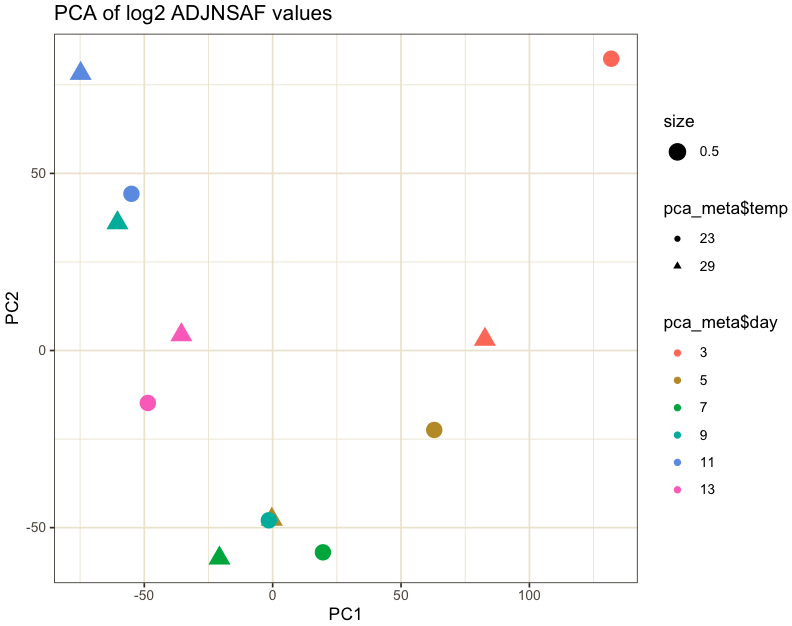 PCA of log2 ADJNSAF values
PC2
50
0
-50
-50
0
50
100
PC1
size
0.5
pca_meta$temp
23
29
pca_meta$day
3
5
7
9
11
13